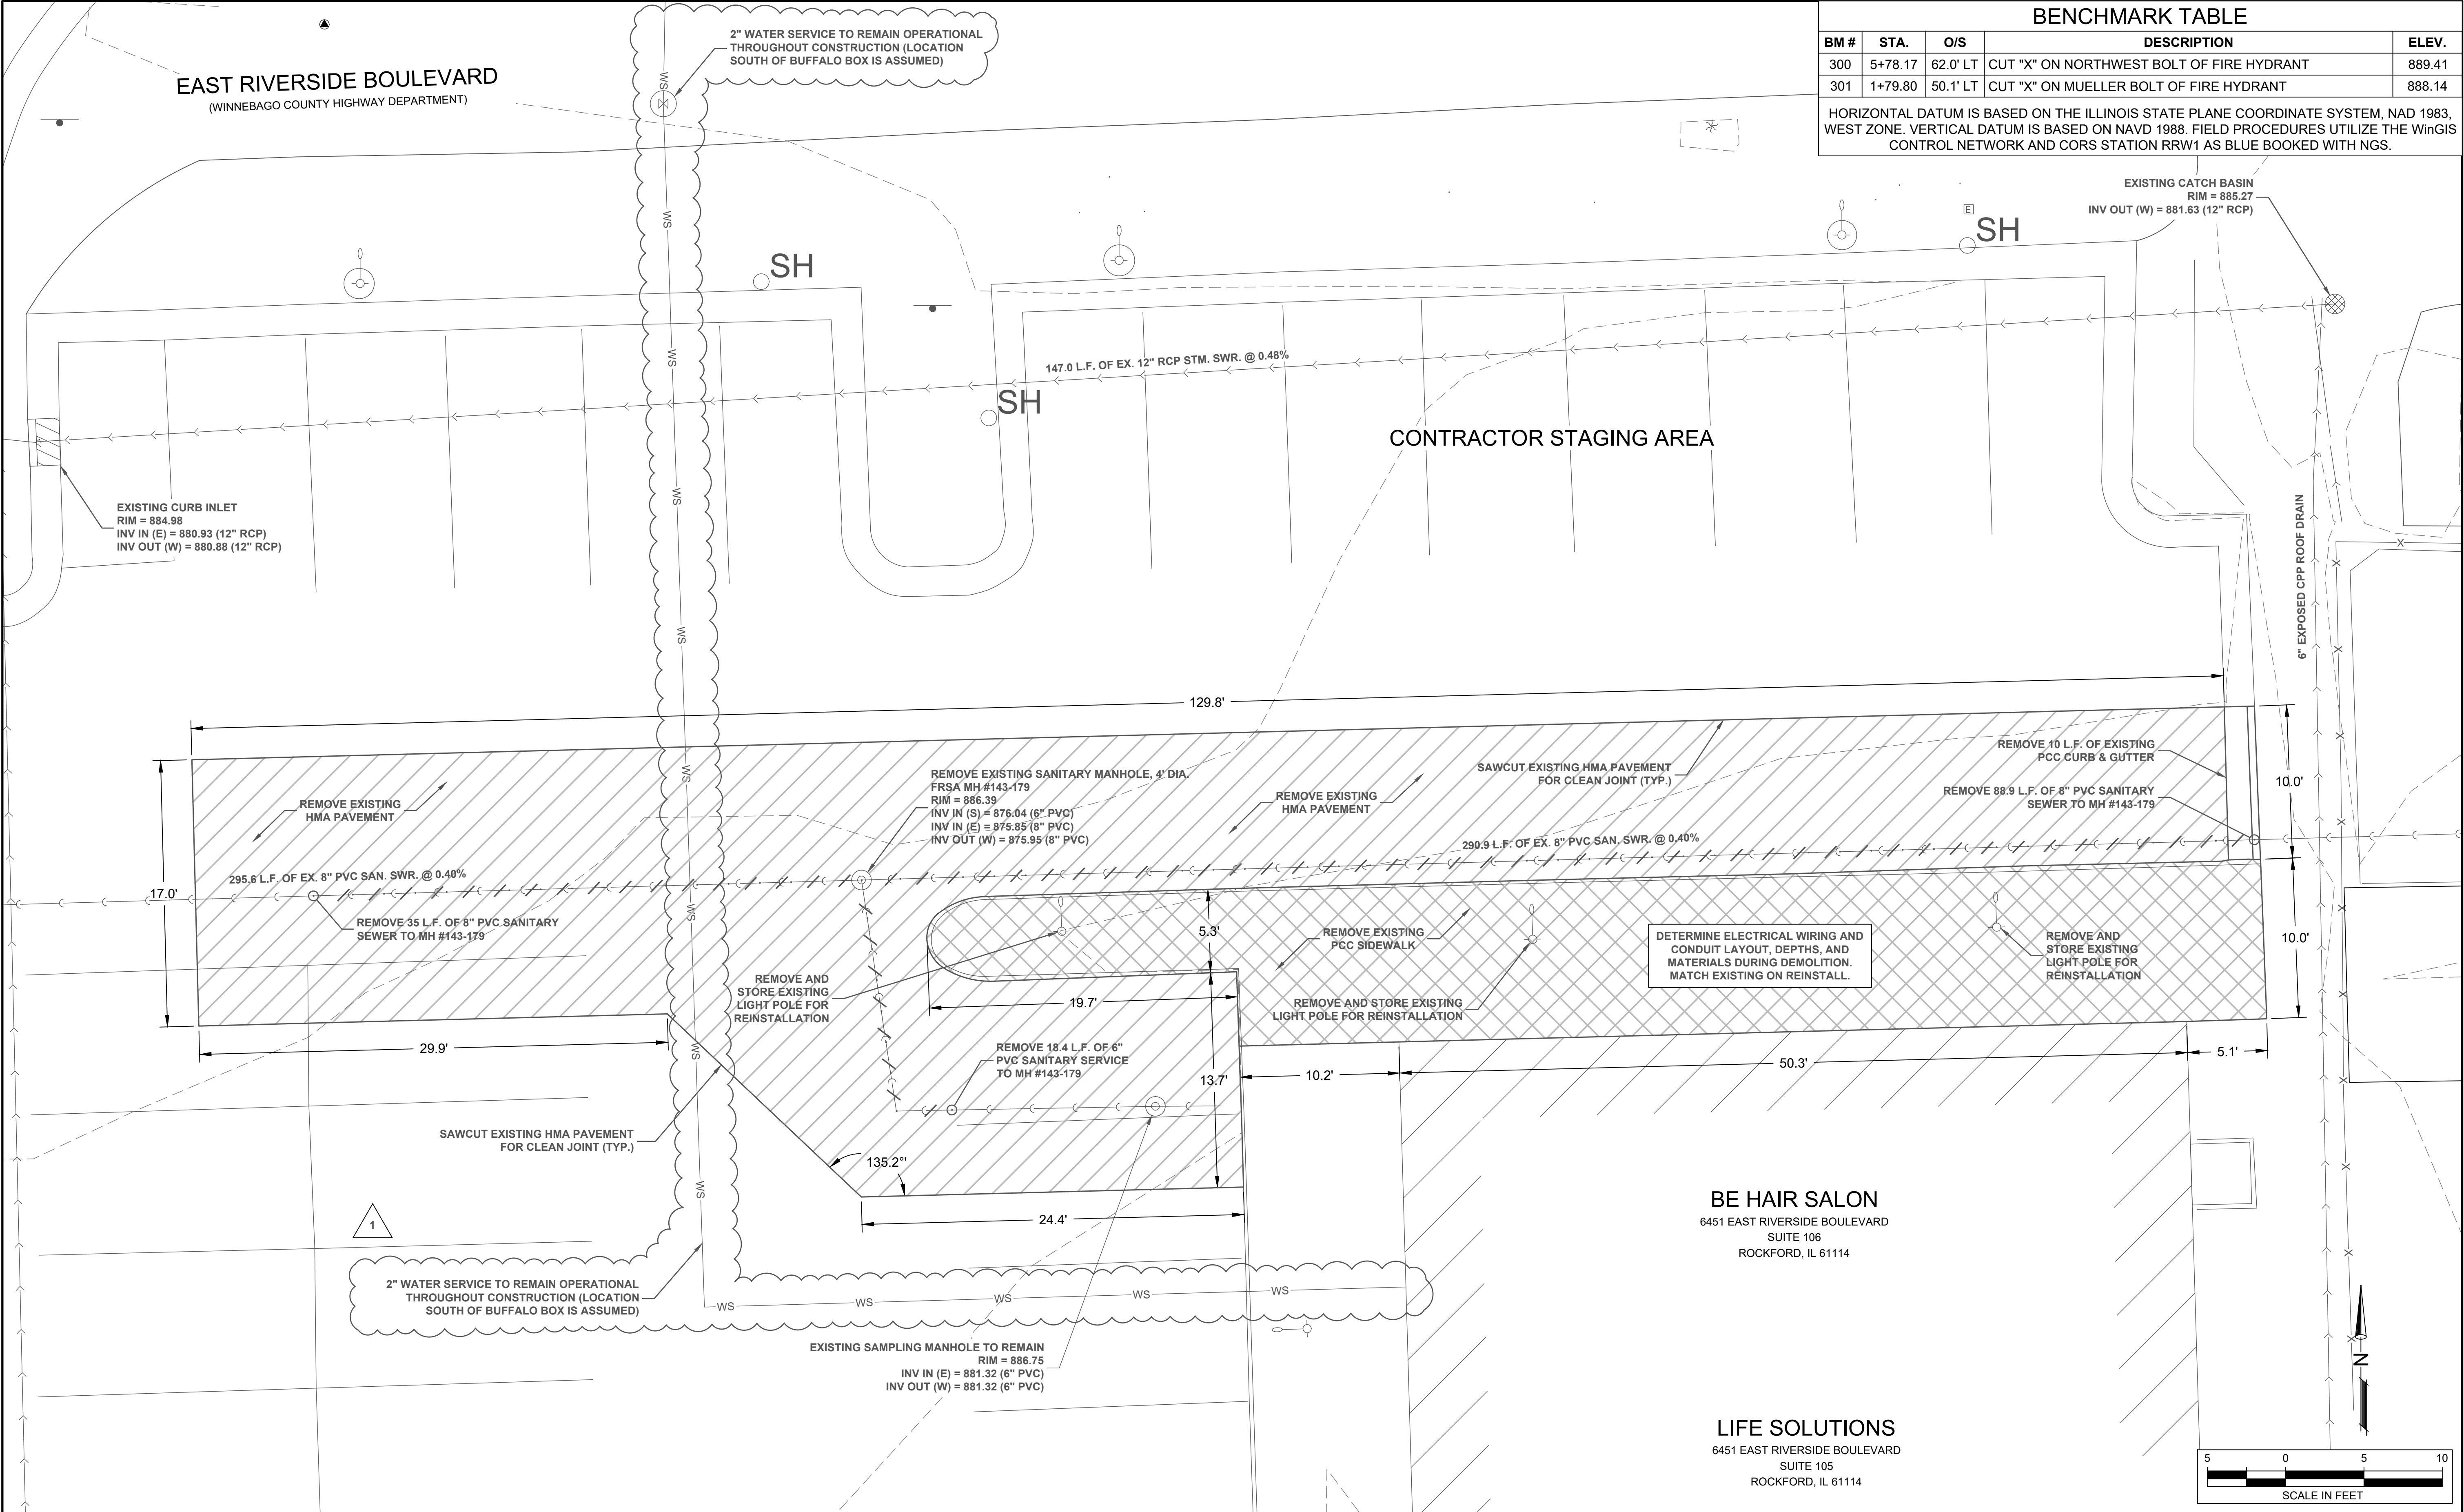 BENCHMARK TABLE
BM # STA. O/S DESCRIPTION ELEV.
300 5+78.17 62.0' LT CUT "X" ON NORTHWEST BOLT OF FIRE HYDRANT 889.41
301 1+79.80 50.1' LT CUT "X" ON MUELLER BOLT OF FIRE HYDRANT 888.14
HORIZONTAL DATUM IS BASED ON THE ILLINOIS STATE PLANE COORDINATE SYSTEM, NAD 1983,
WEST ZONE. VERTICAL DATUM IS BASED ON NAVD 1988. FIELD PROCEDURES UTILIZE THE WinGIS
CONTROL NETWORK AND CORS STATION RRW1 AS BLUE BOOKED WITH NGS.
2" WATER SERVICE TO REMAIN OPERATIONAL
THROUGHOUT CONSTRUCTION (LOCATION
SOUTH OF BUFFALO BOX IS ASSUMED)
EAST RIVERSIDE BOULEVARD
(WINNEBAGO COUNTY HIGHWAY DEPARTMENT)
WS
WS
WS
WS
WS
WS
WS
WS
WS
EXISTING CATCH BASIN
RIM = 885.27
INV OUT (W) = 881.63 (12" RCP)
E
SH
SH
SH
147.0 L.F. OF EX. 12" RCP STM. SWR. @ 0.48%
CONTRACTOR STAGING AREA
EXISTING CURB INLET
RIM = 884.98
INV IN (E) = 880.93 (12" RCP)
INV OUT (W) = 880.88 (12" RCP)
6" EXPOSED CPP ROOF DRAIN
129.8'
REMOVE EXISTING
HMA PAVEMENT
REMOVE EXISTING SANITARY MANHOLE, 4' DIA.
FRSA MH #143-179
RIM = 886.39
INV IN (S) = 876.04 (6" PVC)
INV IN (E) = 875.85 (8" PVC)
INV OUT (W) = 875.95 (8" PVC)
REMOVE EXISTING
HMA PAVEMENT
SAWCUT EXISTING HMA PAVEMENT
FOR CLEAN JOINT (TYP.)
REMOVE 10 L.F. OF EXISTING
PCC CURB & GUTTER
REMOVE 88.9 L.F. OF 8" PVC SANITARY
SEWER TO MH #143-179
10.0'
290.9 L.F. OF EX. 8" PVC SAN. SWR. @ 0.40%
295.6 L.F. OF EX. 8" PVC SAN. SWR. @ 0.40%
17.0'
REMOVE 35 L.F. OF 8" PVC SANITARY
SEWER TO MH #143-179
5.3'
REMOVE EXISTING
PCC SIDEWALK
DETERMINE ELECTRICAL WIRING AND
CONDUIT LAYOUT, DEPTHS, AND
MATERIALS DURING DEMOLITION.
MATCH EXISTING ON REINSTALL.
REMOVE AND
STORE EXISTING
LIGHT POLE FOR
REINSTALLATION
10.0'
REMOVE AND
STORE EXISTING
LIGHT POLE FOR
REINSTALLATION
19.7'
REMOVE AND STORE EXISTING
LIGHT POLE FOR REINSTALLATION
29.9'
REMOVE 18.4 L.F. OF 6"
PVC SANITARY SERVICE
TO MH #143-179
13.7'
10.2'
50.3'
5.1'
SAWCUT EXISTING HMA PAVEMENT
FOR CLEAN JOINT (TYP.)
135.2°'
24.4'
1
2" WATER SERVICE TO REMAIN OPERATIONAL
THROUGHOUT CONSTRUCTION (LOCATION
SOUTH OF BUFFALO BOX IS ASSUMED)
WS WS WS WS WS
EXISTING SAMPLING MANHOLE TO REMAIN
RIM = 886.75
INV IN (E) = 881.32 (6" PVC)
INV OUT (W) = 881.32 (6" PVC)
BE HAIR SALON
6451 EAST RIVERSIDE BOULEVARD
SUITE 106
ROCKFORD, IL 61114
LIFE SOLUTIONS
6451 EAST RIVERSIDE BOULEVARD
SUITE 105
ROCKFORD, IL 61114
N
5 0 5 10
SCALE IN FEET